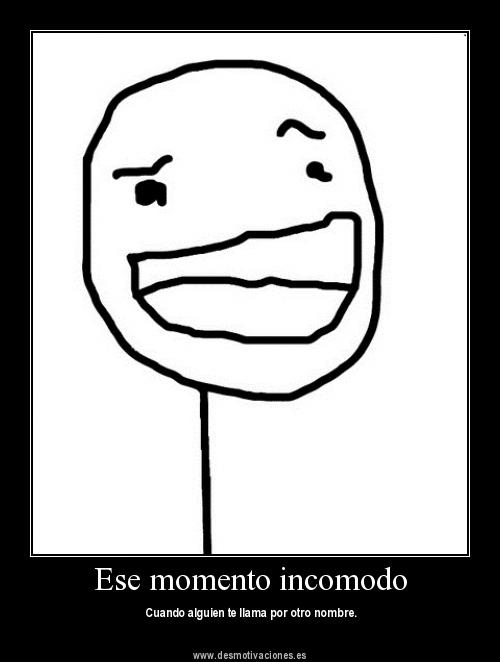 Ese momento incomodo
Cuando alguien te llama por otro nombre.
www.desmotivaciones.es